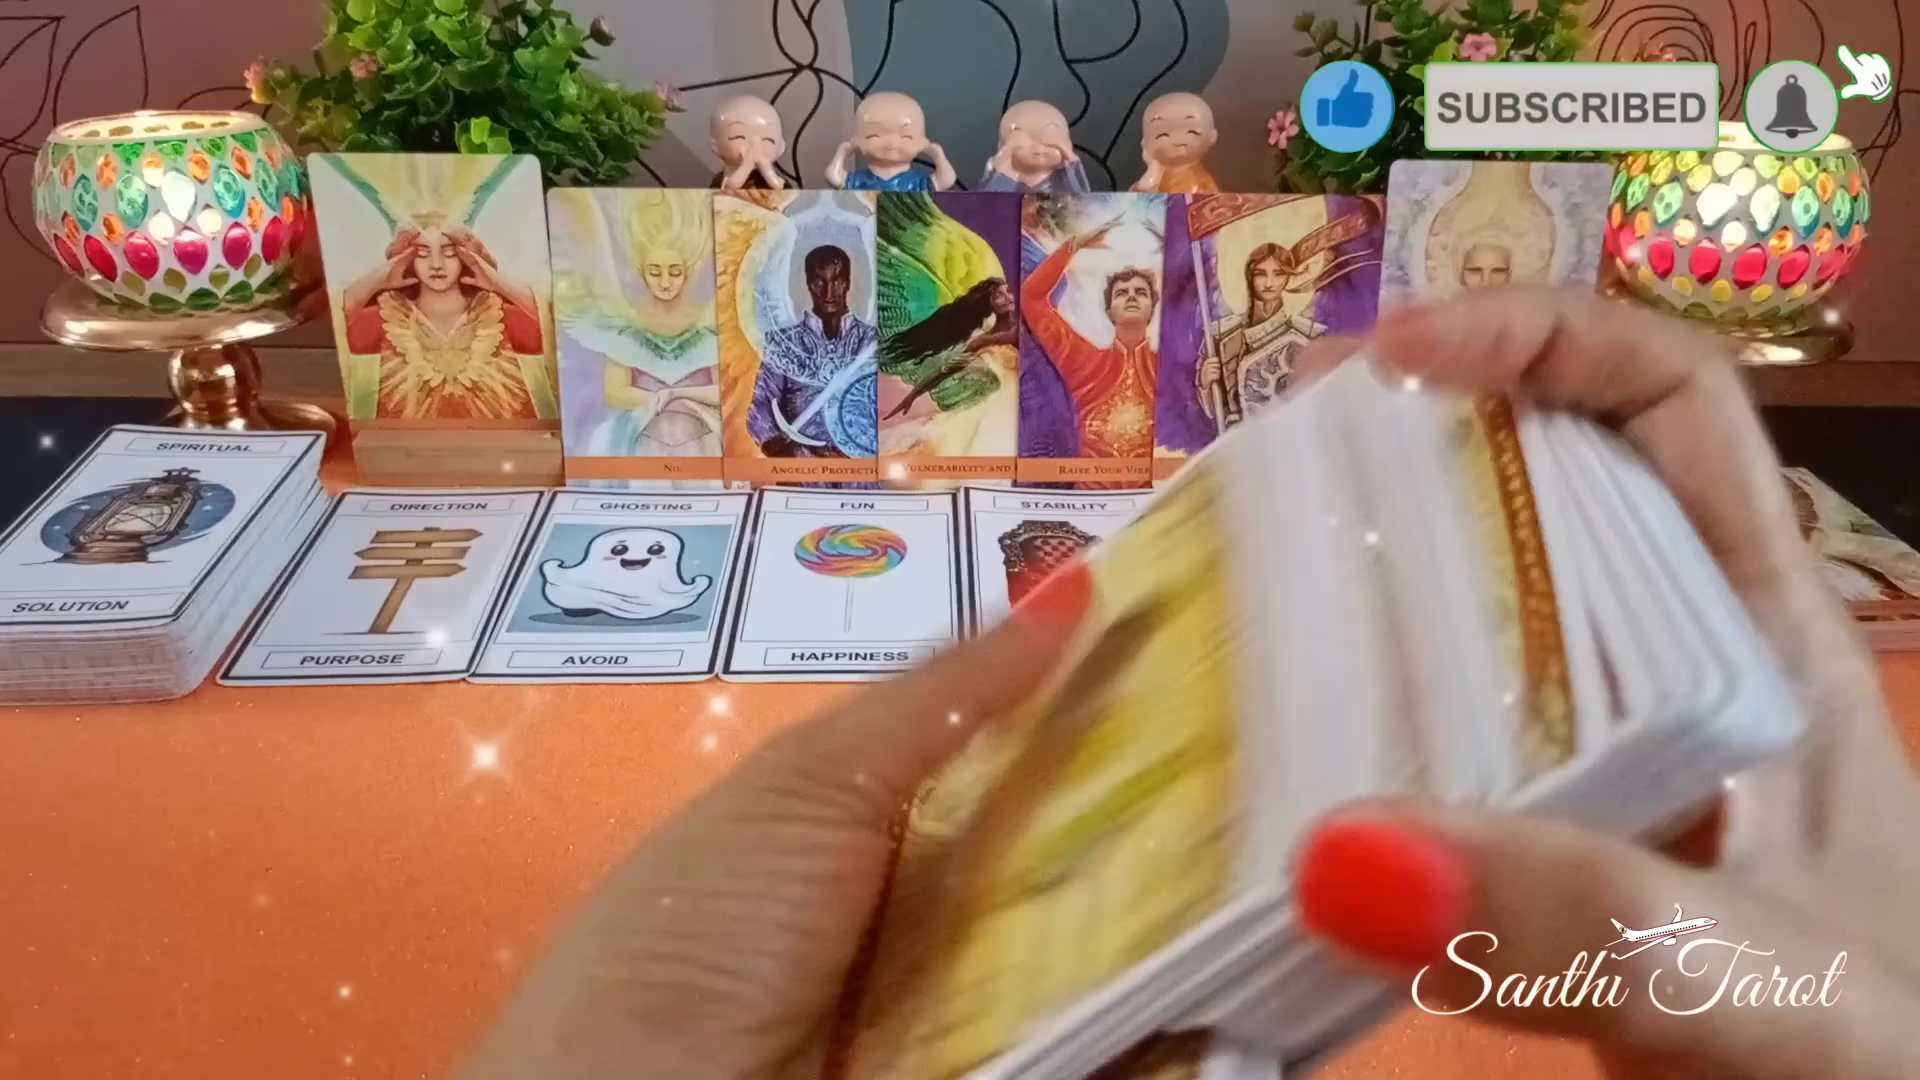 SUBSCRIBED
NO
ANGELIC PROTECTIO
VULNERABILITY AND
RAISE YOUR VIB
SPIRITUAL
SOLUTION
DIRECTION
PURPOSE
GHOSTING
AVOID
FUN
HAPPINESS
STABILITY
Santhi Tarot